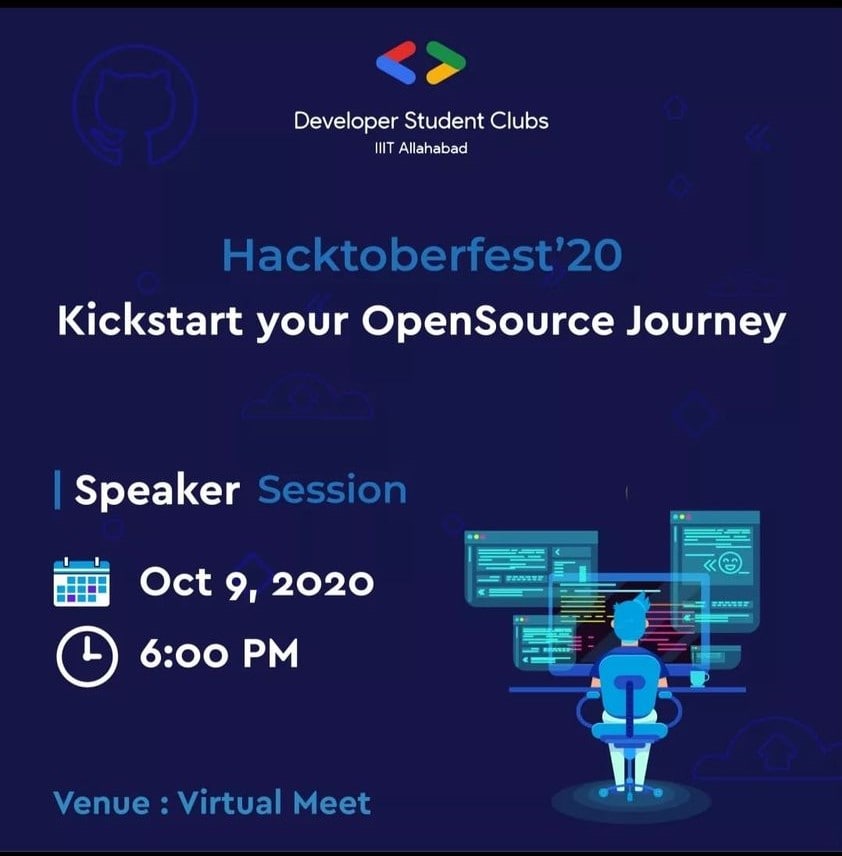 Developer Student Clubs
IIIT Allahabad
Hacktoberfest'20
Kickstart your OpenSource Journey
Speaker Session
Oct 9, 2020
6:00 PM
Venue : Virtual Meet